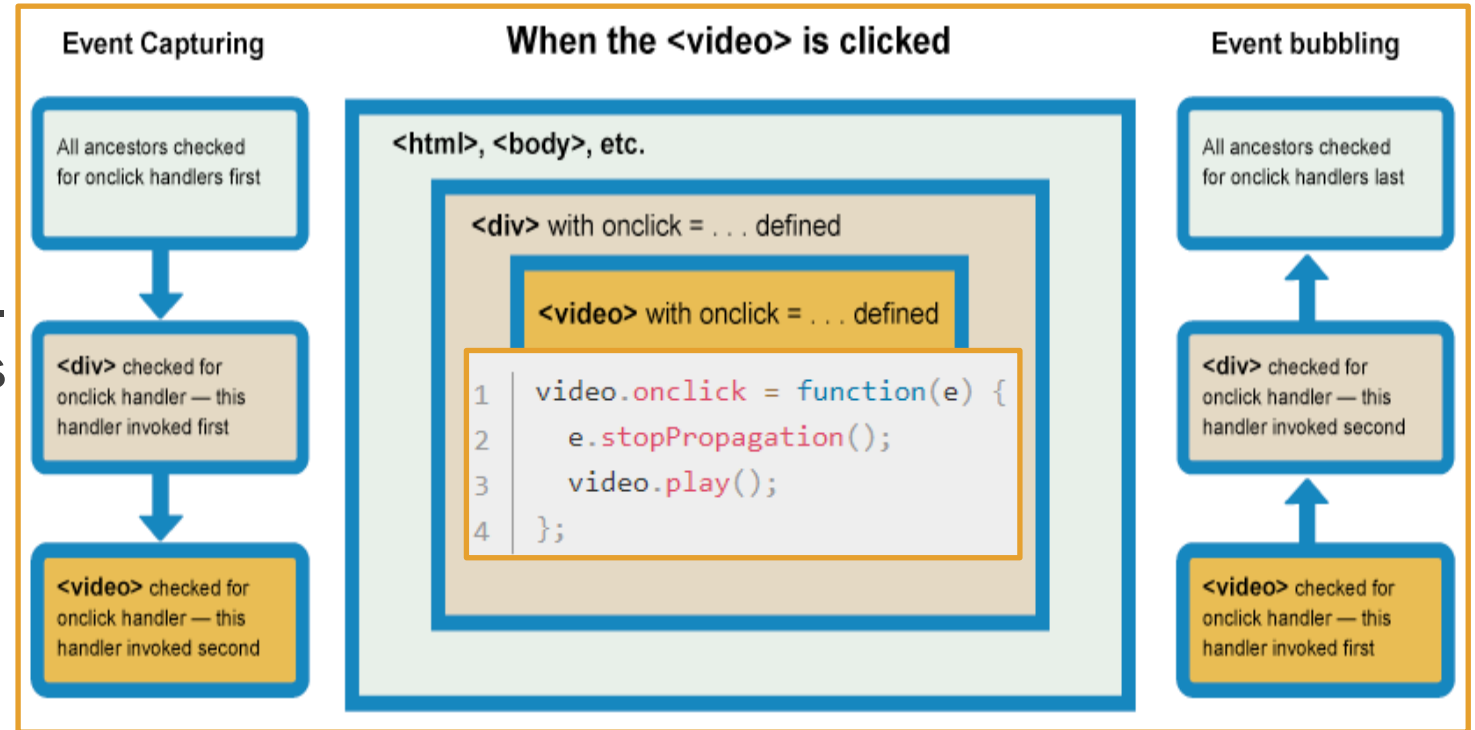 Event Capturing
All ancestors checked
for onclick handlers first
<div> checked for
onclick handler — this
handler invoked first
<video> checked for
onclick handler — this
handler invoked second
When the <video> is clicked
<html>, <body>, etc.
<div> with onclick = . . . defined
<video> with onclick = . . . defined
1 video.onclick = function(e) {
2 e.stopPropagation();
3 video.play();
4 };
Event bubbling
All ancestors checked
for onclick handlers last
<div> checked for
onclick handler — this
handler invoked second
<video> checked for
onclick handler — this
handler invoked first